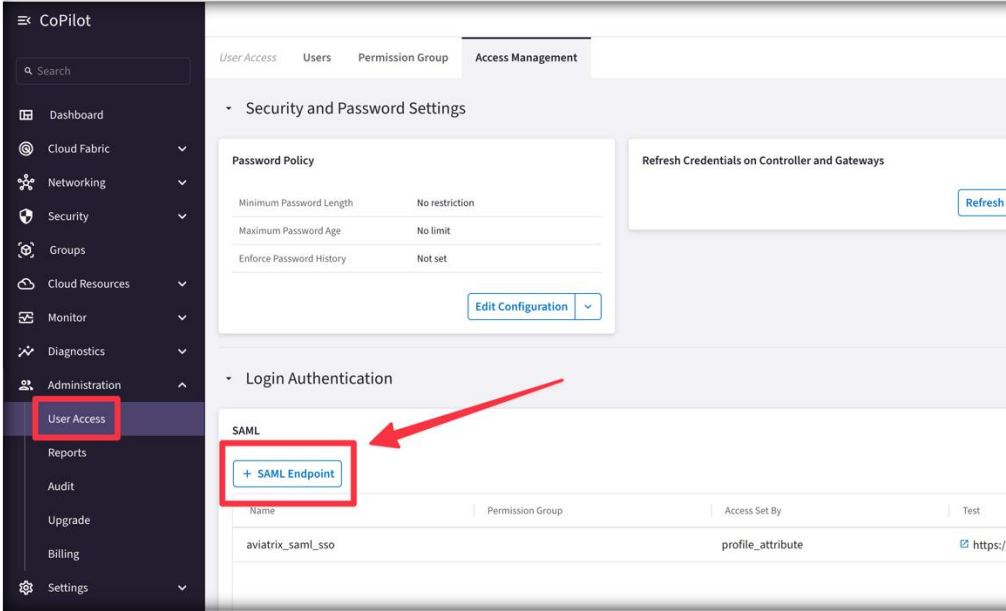 CoPilot
Search
Dashboard
Cloud Fabric
Networking
Security
Groups
Cloud Resources
Monitor
Diagnostics
Administration
User Access
Reports
Audit
Upgrade
Billing
Settings
User Access Users Permission Group Access Management
Security and Password Settings
Password Policy
Minimum Password Length No restriction
Maximum Password Age No limit
Enforce Password History Not set
Edit Configuration
Refresh Credentials on Controller and Gateways
Refresh
Login Authentication
SAML
+ SAML Endpoint
Name Permission Group Access Set By Test
aviatrix_saml_sso profile_attribute https:/